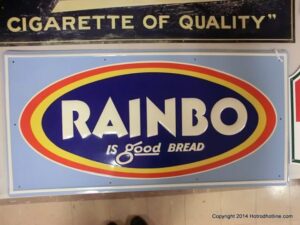 CIGARETTE OF QUALITY"
RAINBO
IS good BREAD
Copyright 2014 Hotrodhotline.com